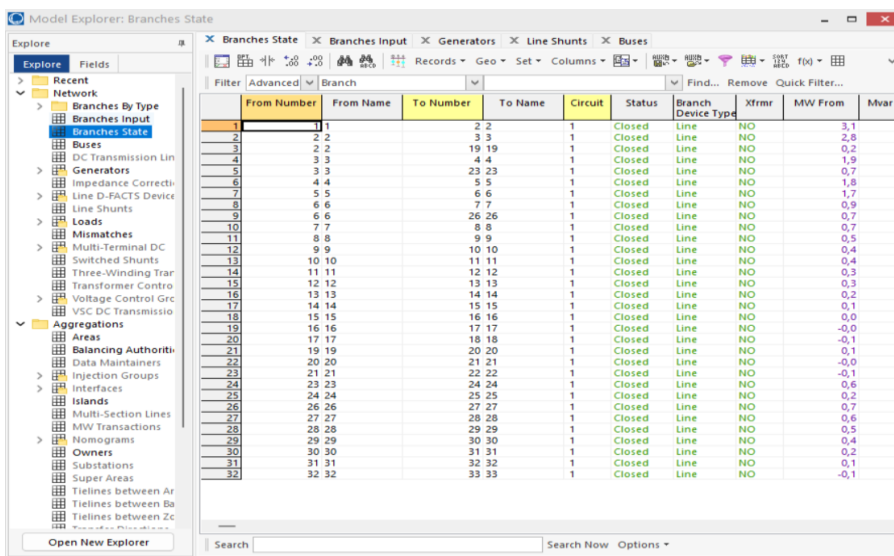 Model Explorer: Branches State
Explore
Explore Fields
Recent
Network
Branches By Type
Branches Input
Branches State
Buses
DC Transmission Lin
Generators
Impedance Correcti
Line D-FACTS Device
Line Shunts
Loads
Mismatches
Multi-Terminal DC
Switched Shunts
Three-Winding Tran
Transformer Contro
Voltage Control Gro
VSC DC Transmissio
Aggregations
Areas
Balancing Authoriti
Data Maintainers
Injection Groups
Interfaces
Islands
Multi-Section Lines
MW Transactions
Nomograms
Owners
Substations
Super Areas
Tielines between Ar
Tielines between Ba
Tielines between Zo
Open New Explorer
X Branches State X Branches Input X Generators X Line Shunts X Buses
Records Geo Set Columns f(x)
Filter Advanced Branch Find... Remove Quick Filter...
From Number From Name To Number To Name Circuit Status Branch Device Type Xfrmr MW From Mvar
1 1 1 2 2 1 Closed Line NO 3,1
2 2 2 3 3 1 Closed Line NO 2,8
3 2 2 19 19 1 Closed Line NO 0,2
4 3 3 4 4 1 Closed Line NO 1,9
5 3 3 23 23 1 Closed Line NO 0,7
6 4 4 5 5 1 Closed Line NO 1,8
7 5 5 6 6 1 Closed Line NO 1,7
8 6 6 7 7 1 Closed Line NO 0,9
9 6 6 26 26 1 Closed Line NO 0,7
10 7 7 8 8 1 Closed Line NO 0,7
11 8 8 9 9 1 Closed Line NO 0,5
12 9 9 10 10 1 Closed Line NO 0,4
13 10 10 11 11 1 Closed Line NO 0,4
14 11 11 12 12 1 Closed Line NO 0,3
15 12 12 13 13 1 Closed Line NO 0,3
16 13 13 14 14 1 Closed Line NO 0,2
17 14 14 15 15 1 Closed Line NO 0,1
18 15 15 16 16 1 Closed Line NO 0,0
19 16 16 17 17 1 Closed Line NO -0,0
20 17 17 18 18 1 Closed Line NO -0,1
21 19 19 20 20 1 Closed Line NO 0,1
22 20 20 21 21 1 Closed Line NO -0,0
23 21 21 22 22 1 Closed Line NO -0,1
24 23 23 24 24 1 Closed Line NO 0,6
25 24 24 25 25 1 Closed Line NO 0,2
26 26 26 27 27 1 Closed Line NO 0,7
27 27 27 28 28 1 Closed Line NO 0,6
28 28 28 29 29 1 Closed Line NO 0,5
29 29 29 30 30 1 Closed Line NO 0,4
30 30 30 31 31 1 Closed Line NO 0,2
31 31 31 32 32 1 Closed Line NO 0,1
32 32 32 33 33 1 Closed Line NO -0,1
Search Search Now Options